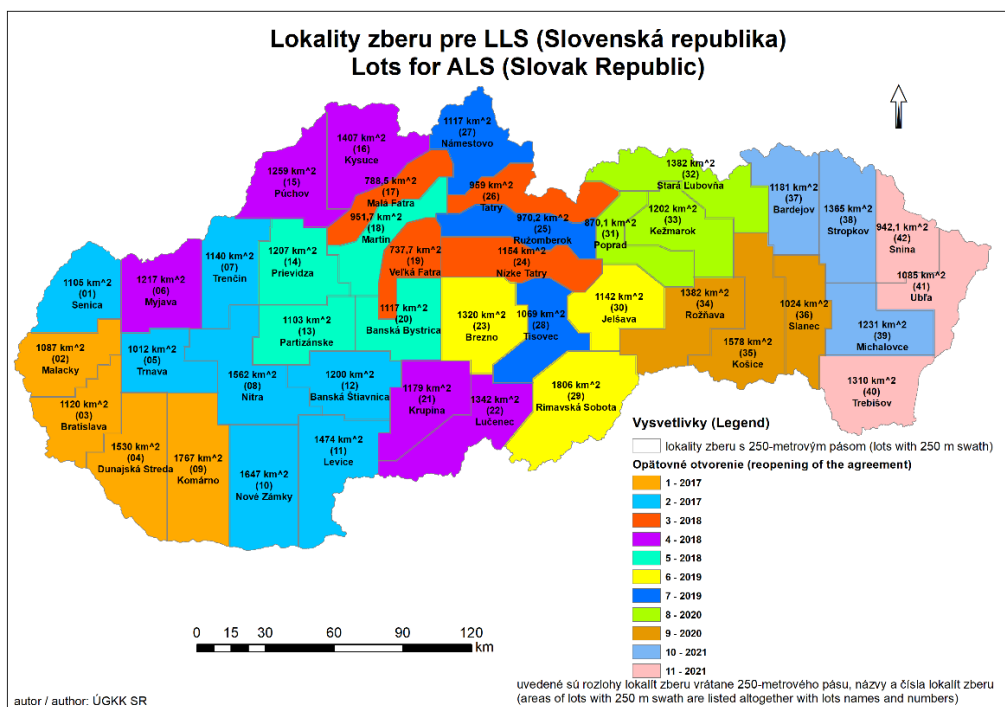 Lokality zberu pre LLS (Slovenská republika)
Lots for ALS (Slovak Republic)
1117 km^2
(27)
Námestovo
1407 km^2
(16)
Kysuce
1259 km^2
(15)
Púchov
788,5 km^2
(17)
Malá Fatra
959 km^2
(26)
Tatry
1382 km^2
(32)
Stará Ľubovňa
1181 km^2
(37)
Bardejov
1365 km^2
(38)
Stropkov
942,1 km^2
(42)
Snina
951,7 km^2
(18)
Martin
970,2 km^2
(25)
Ružomberok
870,1 km^2
(31)
Poprad
1202 km^2
(33)
Kežmarok
1207 km^2
(14)
Prievidza
1140 km^2
(07)
Trenčín
737,7 km^2
(19)
Veľká Fatra
1154 km^2
(24)
Nízke Tatry
1085 km^2
(41)
Ubľa
1105 km^2
(01)
Senica
1217 km^2
(06)
Myjava
1117 km^2
(20)
Banská Bystrica
1320 km^2
(23)
Brezno
1069 km^2
(28)
Tisovec
1142 km^2
(30)
Jelšava
1382 km^2
(34)
Rožňava
1024 km^2
(36)
Slanec
1103 km^2
(13)
Partizánske
1087 km^2
(02)
Malacky
1012 km^2
(05)
Trnava
1562 km^2
(08)
Nitra
1200 km^2
(12)
Banská Štiavnica
1578 km^2
(35)
Košice
1231 km^2
(39)
Michalovce
1179 km^2
(21)
Krupina
1342 km^2
(22)
Lučenec
1806 km^2
(29)
Rimavská Sobota
1310 km^2
(40)
Trebišov
1120 km^2
(03)
Bratislava
1530 km^2
(04)
Dunajská Streda
1767 km^2
(09)
Komárno
1647 km^2
(10)
Nové Zámky
1474 km^2
(11)
Levice
Vysvetlivky (Legend)
lokality zberu s 250-metrovým pásom (lots with 250 m swath)
Opätovné otvorenie (reopening of the agreement)
1 - 2017
2 - 2017
3 - 2018
4 - 2018
5 - 2018
6 - 2019
7 - 2019
8 - 2020
9 - 2020
10 - 2021
11 - 2021
0 15 30 60 90 120
km
uvedené sú rozlohy lokalít zberu vrátane 250-metrového pásu, názvy a čísla lokalít zberu
(areas of lots with 250 m swath are listed altogether with lots names and numbers)
autor / author: ÚGKK SR